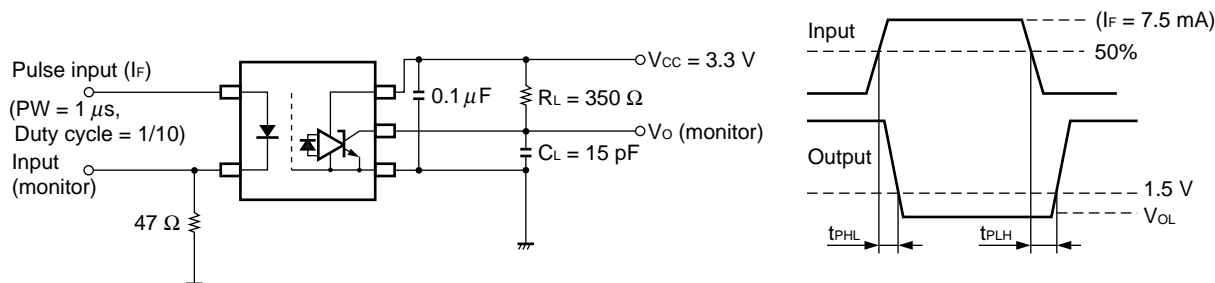 Pulse input (IF)
(PW = 1 μs,
Duty cycle = 1/10)
Input
(monitor)
47 Ω
0.1 μF
VCC = 3.3 V
RL = 350 Ω
VO (monitor)
CL = 15 pF
Input
(IF = 7.5 mA)
50%
Output
1.5 V
VOL
tPHL
tPLH